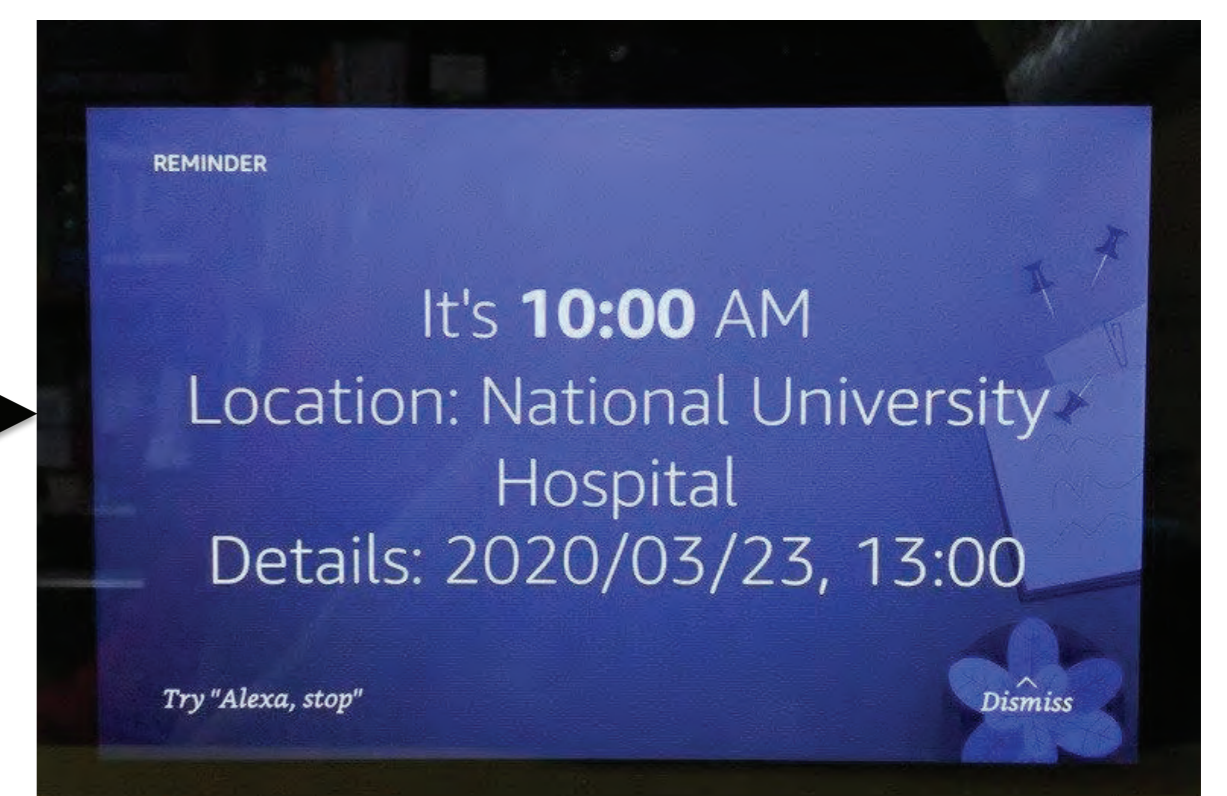 REMINDER
It's 10:00 AM
Location: National University
Hospital
Details: 2020/03/23, 13:00
Try "Alexa, stop"
Dismiss